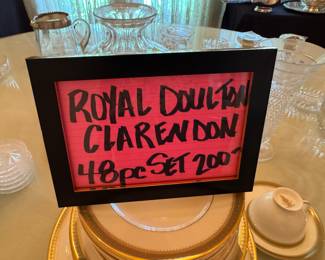 ROYAL DOULTON
CLARENDON
48pc SET 200-